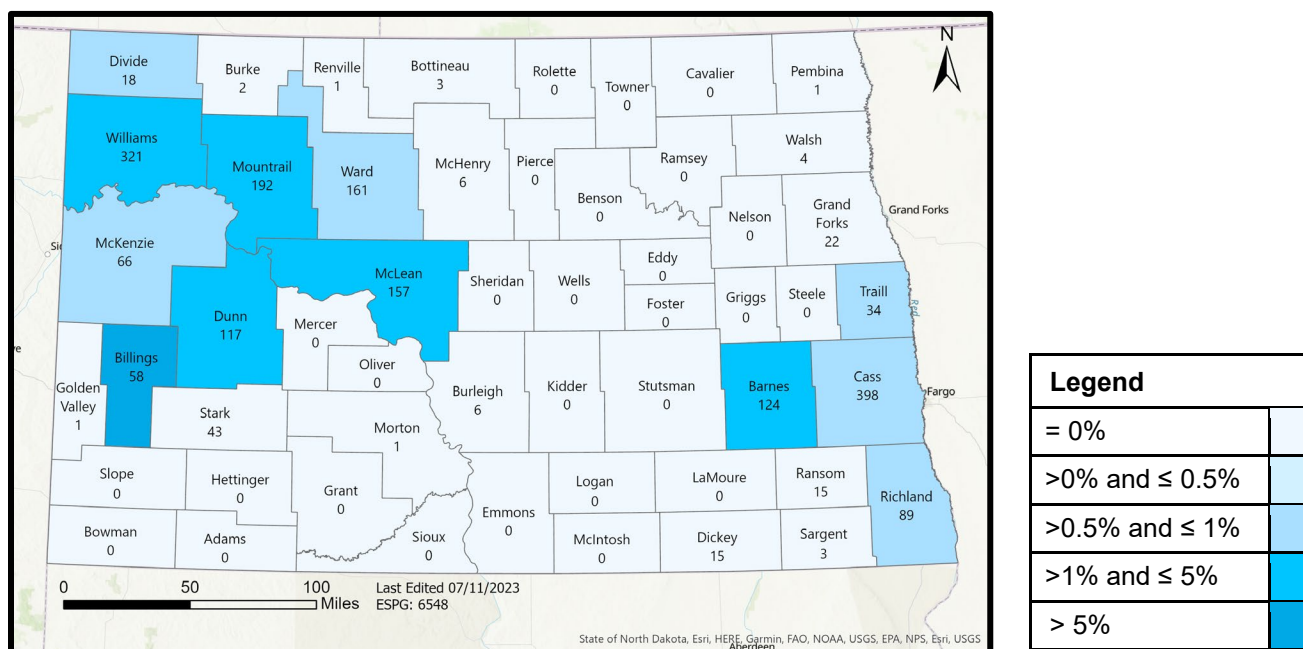 N
Divide
18
Burke
2
Renville
1
Bottineau
3
Rolette
0
Towner
0
Cavalier
0
Pembina
1
Williams
321
Mountrail
192
Ward
161
McHenry
6
Pierce
0
Benson
0
Ramsey
0
Walsh
4
Nelson
0
Grand
Forks
22
Grand Forks
McKenzie
66
Dunn
117
McLean
157
Mercer
0
Oliver
0
Sheridan
0
Wells
0
Eddy
0
Foster
0
Griggs
0
Steele
0
Traill
34
Red
Golden
Valley
1
Billings
58
Stark
43
Morton
1
Burleigh
6
Kidder
0
Stutsman
0
Barnes
124
Cass
398
Fargo
Slope
0
Hettinger
0
Grant
0
Bowman
0
Adams
0
Sioux
0
Emmons
0
Logan
0
McIntosh
0
LaMoure
0
Dickey
15
Ransom
15
Sargent
3
Richland
89
0 50 100
Miles
Last Edited 07/11/2023
ESPG: 6548
State of North Dakota, Esri, HERE, Garmin, FAO, NOAA, USGS, EPA, NPS, Esri, USGS
Aberdeen
Legend
= 0%
>0% and ≤ 0.5%
>0.5% and ≤ 1%
>1% and ≤ 5%
> 5%